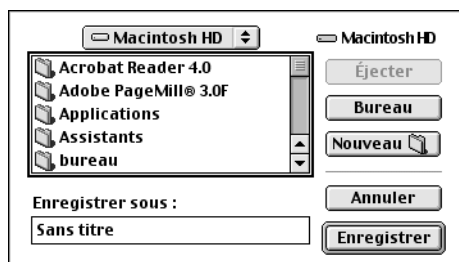 Macintosh HD
Macintosh HD
Acrobat Reader 4.0
Adobe PageMill® 3.0F
Applications
Assistants
bureau
Éjecter
Bureau
Nouveau
Enregistrer sous :
Sans titre
Annuler
Enregistrer